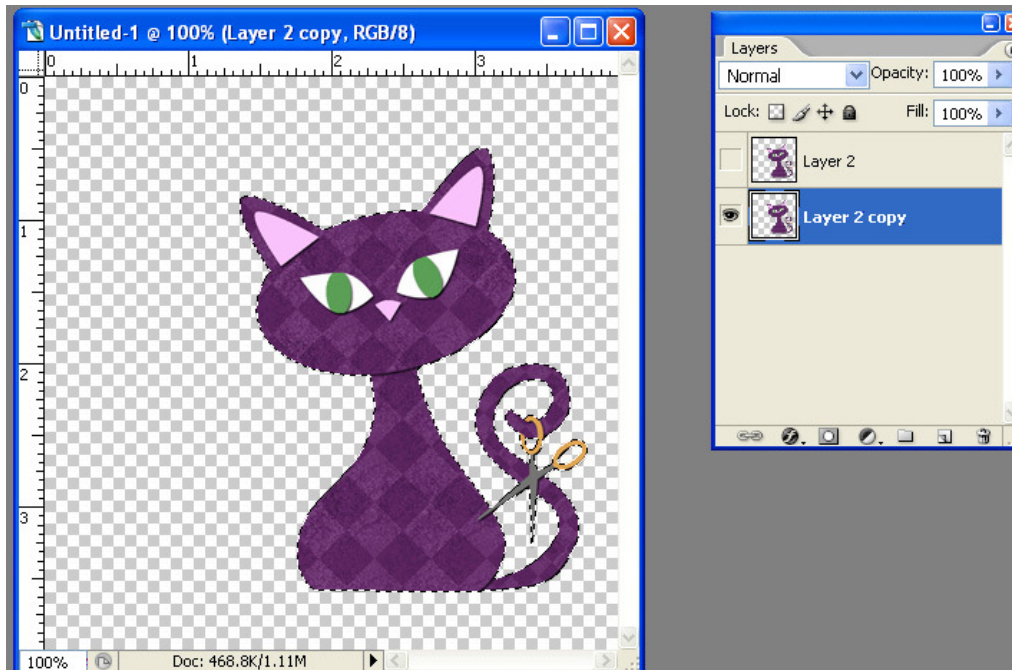 Untitled-1 @ 100% (Layer 2 copy, RGB/8)
0 1 2 3
0
1
2
3
100% Doc: 468.8K/1.11M
Layers
Normal Opacity: 100%
Lock: Fill: 100%
Layer 2
Layer 2 copy